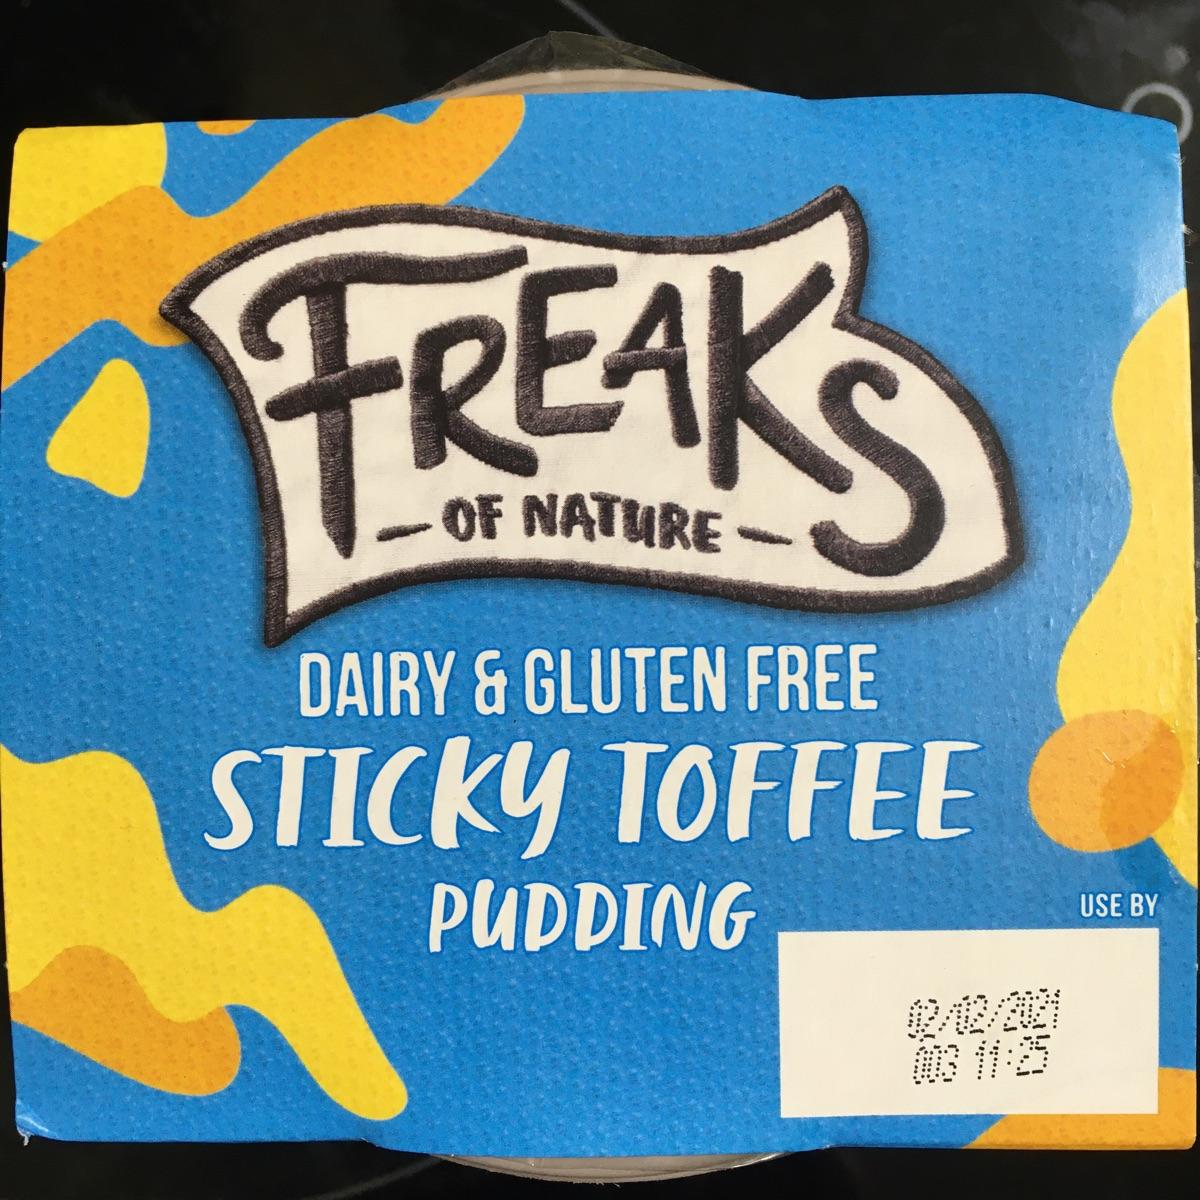 FREAKS
- OF NATURE -
DAIRY & GLUTEN FREE
STICKY TOFFEE
PUDDING
USE BY
02/02/2021
003 11:25